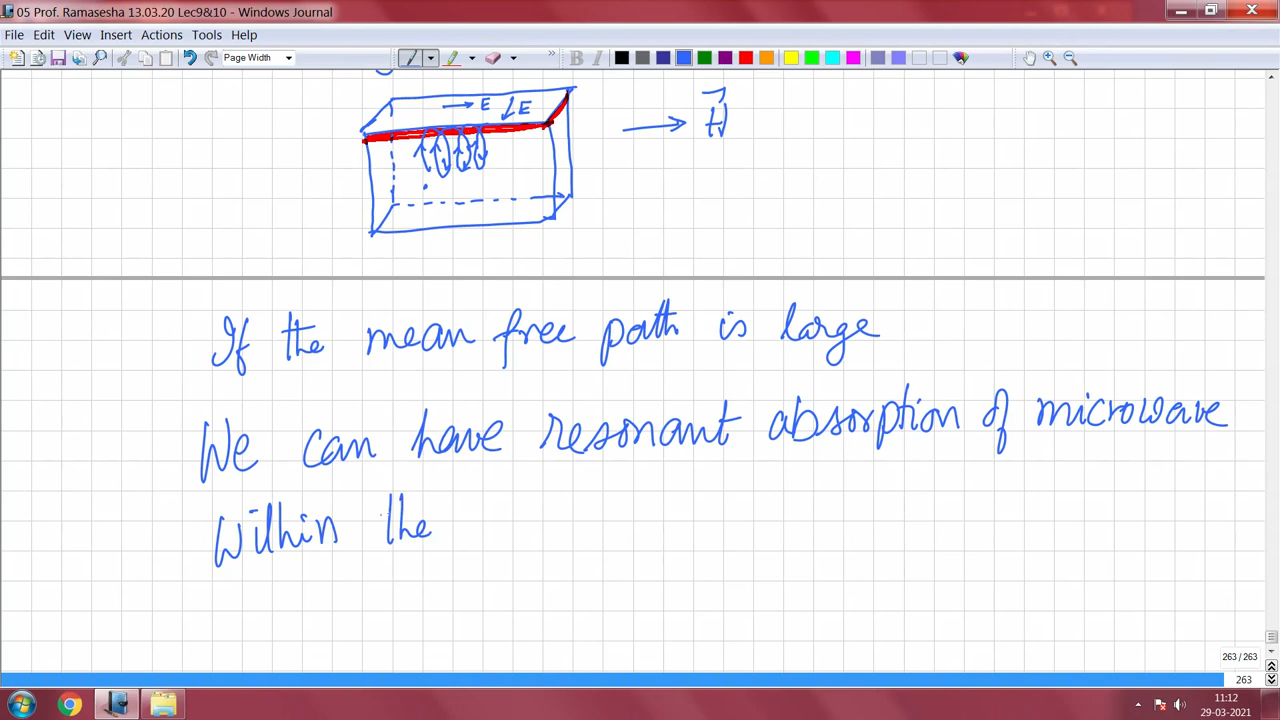 05 Prof. Ramasesha 13.03.20 Lec9&10 - Windows Journal
File Edit View Insert Actions Tools Help
Page Width
B I
E E H
If the mean free path is large
We can have resonant absorption of microwave
Within the
263 / 263
263
11:12
29-03-2021